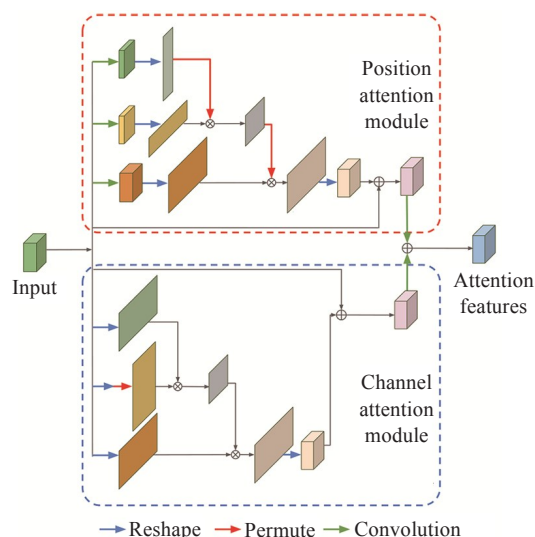 Position
attention
module
Input
Attention
features
Channel
attention
module
Reshape
Permute
Convolution